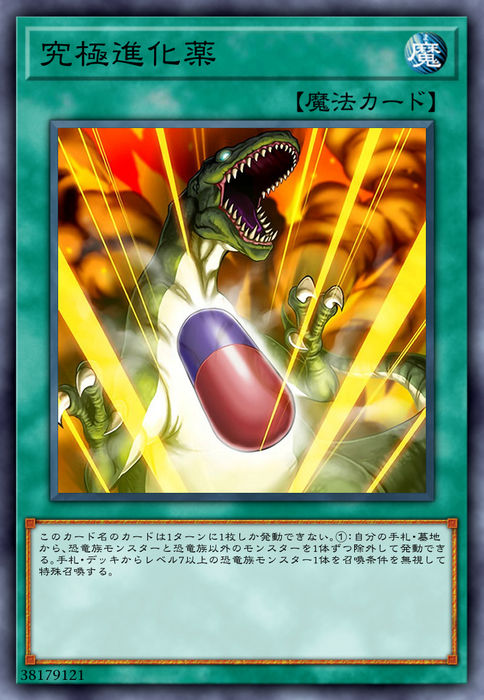 究極進化薬
魔
【魔法カード】
このカード名のカードは1ターンに1枚しか発動できない。①:自分の手札・墓地
から、恐竜族モンスターと恐竜族以外のモンスターを1体ずつ除外して発動でき
る。手札・デッキからレベル7以上の恐竜族モンスター1体を召喚条件を無視して
特殊召喚する。
38179121